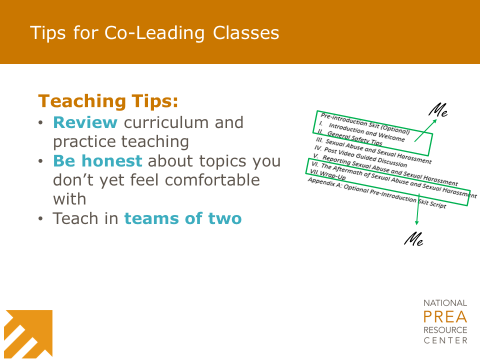 Tips for Co-Leading Classes
Teaching Tips:
• Review curriculum and
practice teaching
• Be honest about topics you
don't yet feel comfortable
with
• Teach in teams of two
Me
Pre-Introduction Skit (Optional)
I. Introduction and Welcome
II. General Safety Tips
III. Sexual Abuse and Sexual Harassment
IV. Post Video Guided Discussion
V. Reporting Sexual Abuse and Sexual Harassment
VI. The Aftermath of Sexual Abuse and Sexual Harassment
VII. Wrap-Up
Appendix A. Optional Pre-Introduction Skit Script
Me
NATIONAL
PREA
RESOURCE
CENTER